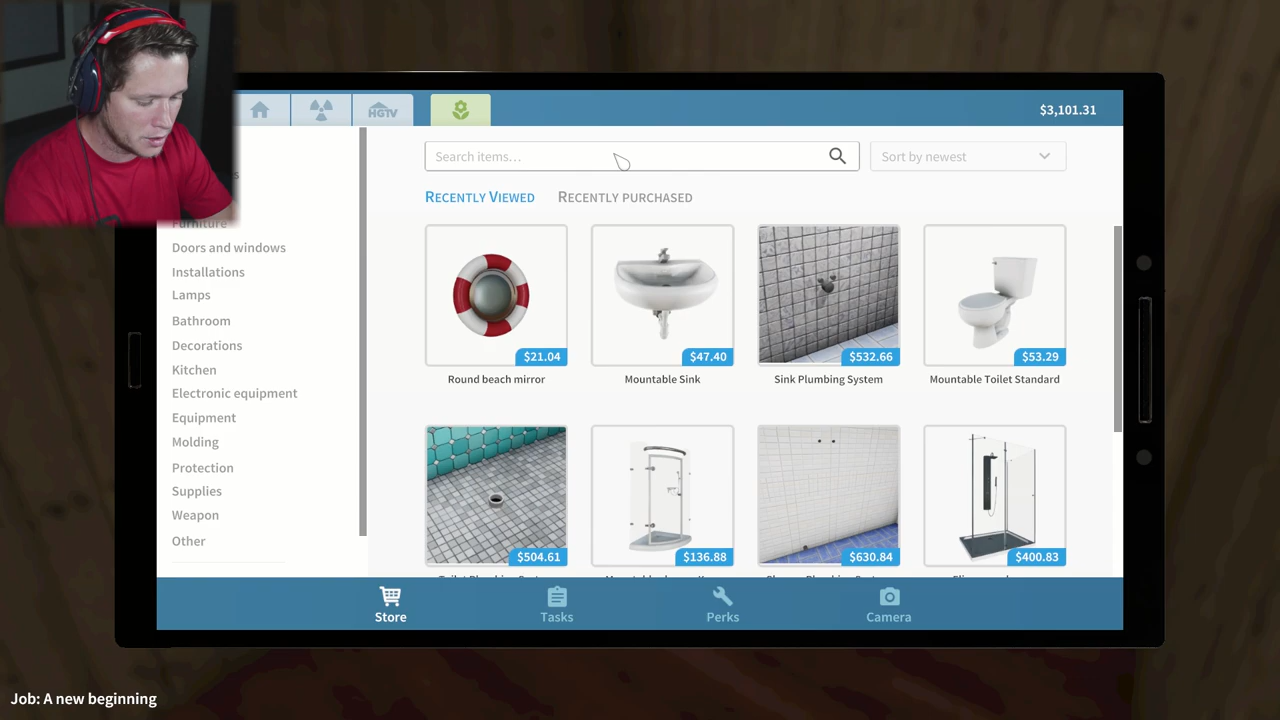 HGTV
$3,101.31
Search items...
Sort by newest
RECENTLY VIEWED
RECENTLY PURCHASED
Furniture
Doors and windows
Installations
Lamps
Bathroom
Decorations
Kitchen
Electronic equipment
Equipment
Molding
Protection
Supplies
Weapon
Other
$21.04
$47.40
$532.66
$53.29
Round beach mirror
Mountable Sink
Sink Plumbing System
Mountable Toilet Standard
$504.61
$136.88
$630.84
$400.83
Store
Tasks
Perks
Camera
Job: A new beginning